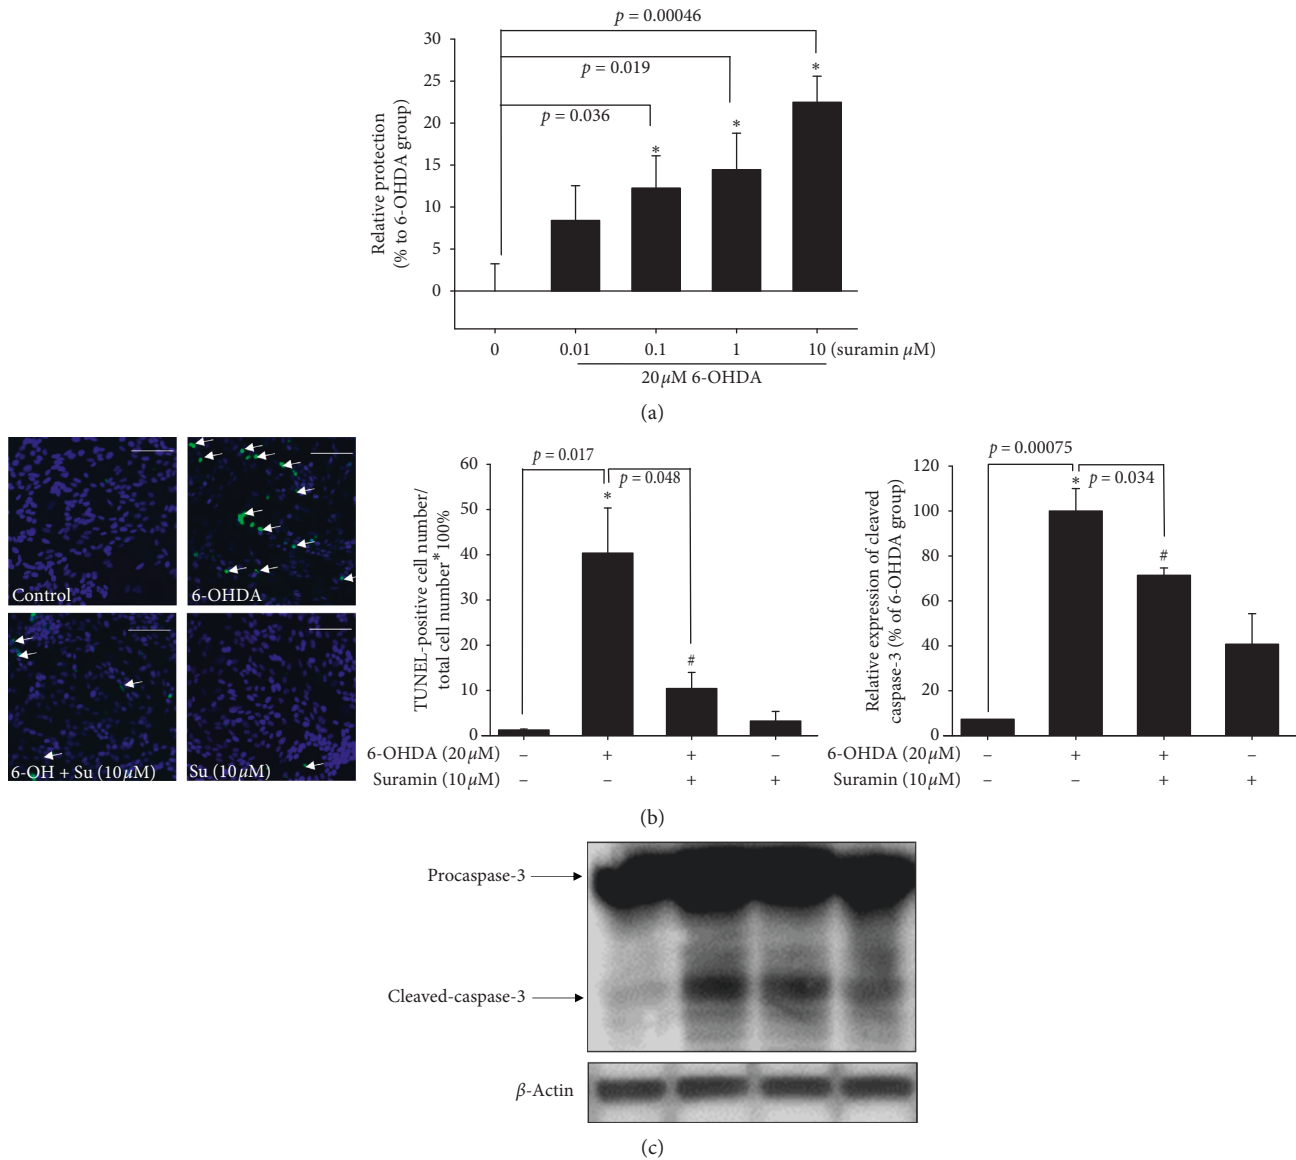 p = 0.00046
p = 0.019
p = 0.036
*
*
*
30
25
20
15
10
5
0
Relative protection
(% to 6-OHDA group)
0 0.01 0.1 1 10 (suramin μM)
20 μM 6-OHDA
(a)
Control
6-OHDA
6-OH + Su (10 μM)
Su (10 μM)
TUNEL-positive cell number/
total cell number*100%
60
50
40
30
20
10
0
p = 0.017
p = 0.048
*
#
6-OHDA (20 μM) – + + –
Suramin (10 μM) – – + +
Relative expression of cleaved
caspase-3 (% of 6-OHDA group)
120
100
80
60
40
20
0
p = 0.00075
p = 0.034
*
#
6-OHDA (20 μM) – + + –
Suramin (10 μM) – – + +
(b)
Procaspase-3
Cleaved-caspase-3
β-Actin
(c)